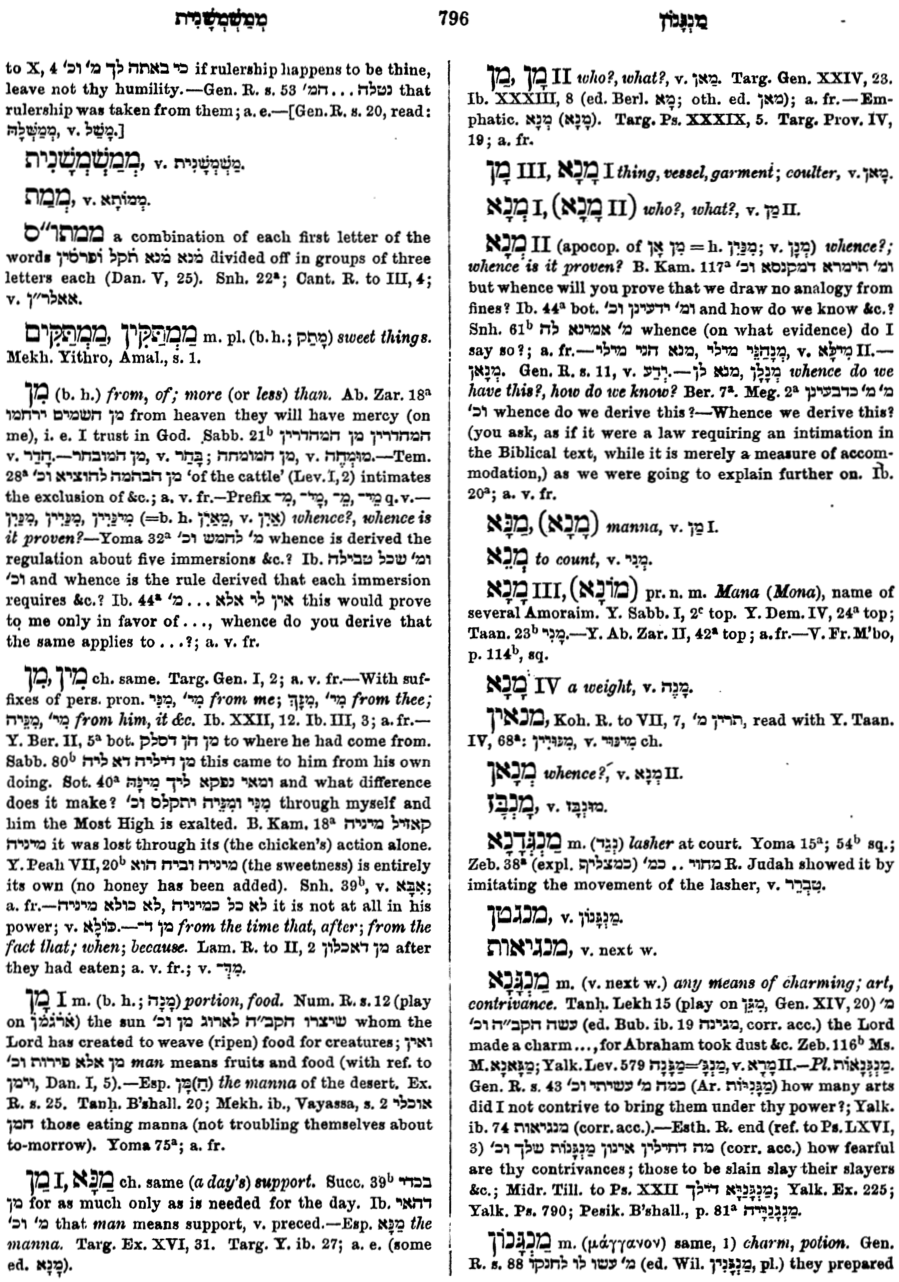 מְמַשְׁמְשָׁנִית 796 מַנְגָּנוֹן
to X, 4 כי באתה לך מ׳ וכ׳ if rulership happens to be thine,
leave not thy humility.—Gen. R. s. 53 נטלה . . . חמ׳ that
rulership was taken from them; a. e.—[Gen. R. s. 20, read:
מָשָׁל .v ,מְמַשְּׁלָהּ.]
מְמַשְׁמְשָׁנִית, v. מַשְׁמְשָׁנִית.
מְמַת, v. מְמוֹתָא.
ממתו״ס a combination of each first letter of the
words מנא מנא תקל ופרסין divided off in groups of three
letters each (Dan. V, 25). Snh. 22ª; Cant. R. to III, 4;
v. אאלר״ן.
מַמְתַּקִּין, מַמְתַּקִּים m. pl. (b. h.; מָתַק) sweet things.
Mekh. Yithro, Amal., s. 1.
מִן (b. h.) from, of; more (or less) than. Ab. Zar. 18ª
מן השמים ירחמו from heaven they will have mercy (on
me), i. e. I trust in God. Sabb. 21ᵇ המהדרין מן המהדרין
v. הָדַר.—מן המובחר, v. בָּחַר; מן המומחה, v. מוּמְחֶה.—Tem.
28ª מן הבהמה להוציא וכ׳ 'of the cattle' (Lev. I, 2) intimates
the exclusion of &c.; a. v. fr.—Prefix מִי־, מֵי־, מִ־, מֵ־ q. v.—
מִנַּיִין, מִנַּיִין, מִנַּיִן (=b. h. מֵאַיִן, v. אַיִן) whence?, whence is
it proven?—Yoma 32ª מ׳ לחמש וכ׳ whence is derived the
regulation about five immersions &c.? Ib. ומ׳ שכל טבילה
וכ׳ and whence is the rule derived that each immersion
requires &c.? Ib. 44ª אין לי אלא . . . מ׳ this would prove
to me only in favor of . . ., whence do you derive that
the same applies to . . .?; a. v. fr.
מִן, מִין ch. same. Targ. Gen. I, 2; a. v. fr.—With suf-
fixes of pers. pron. מִנִּי, מִי׳ from me; מִנָּךְ, מִי׳ from thee;
מִנֵּיהּ, מִי׳ from him, it &c. Ib. XXII, 12. Ib. III, 3; a. fr.—
Y. Ber. II, 5ª bot. מן הן דסלק to where he had come from.
Sabb. 80ᵇ מן דיליה דא ליה this came to him from his own
doing. Sot. 40ª ומאי נפקא ליך מינה and what difference
does it make? מִנִּי ומִנֵּיה יתקלס וכ׳ through myself and
him the Most High is exalted. B. Kam. 18ª קאזיל מיניה
מיניה it was lost through its (the chicken's) action alone.
Y. Peah VII, 20ᵇ מיניה וביה הוא (the sweetness) is entirely
its own (no honey has been added). Snh. 39ᵇ, v. אַבָּא;
a. fr.—לא כל כמיניה, לא כולא מיניה it is not at all in his
power; v. כּוּלָּא.—מן ד־ from the time that, after; from the
fact that; when; because. Lam. R. to II, 2 מן דאכלון after
they had eaten; a. v. fr.; v. מִדְּ־.
מָן I m. (b. h.; מָנָה) portion, food. Num. R. s. 12 (play
on אַרְגָּמָן) the sun שיצרו הקב״ה לארוג מן וכ׳ whom the
Lord has created to weave (ripen) food for creatures; ואין
מן אלא פירות וכ׳ man means fruits and food (with ref. to
וימן, Dan. I, 5).—Esp. (הַ)מָּן the manna of the desert. Ex.
R. s. 25. Tanḥ. B'shall. 20; Mekh. ib., Vayassa, s. 2 אוכלי
המן those eating manna (not troubling themselves about
to-morrow). Yoma 75ª; a. fr.
מַן I, מַנָּא ch. same (a day's) support. Succ. 39ᵇ בכדי
מן for as much only as is needed for the day. Ib. דהאי
מ׳ וכ׳ that man means support, v. preced.—Esp. מַנָּא the
manna. Targ. Ex. XVI, 31. Targ. Y. ib. 27; a. e. (some
ed. מָנָא).
מַן, מָן II who?, what?, v. מַאן. Targ. Gen. XXIV, 23.
Ib. XXXIII, 8 (ed. Berl. מָא; oth. ed. מאן); a. fr.—Em-
phatic. מְנָא (מָנָא). Targ. Ps. XXXIX, 5. Targ. Prov. IV,
19; a. fr.
מָן III, מָנָא I thing, vessel, garment; coulter, v. מָאן.
מְנָא I, (מָנָא II) who?, what?, v. מַן II.
מְנָא II (apocop. of מִן אָן = h. מִנַּיִן; v. מְנָן) whence?;
whence is it proven? B. Kam. 117ª ומ׳ תימרא דמקנסא וכ׳
but whence will you prove that we draw no analogy from
fines? Ib. 44ª bot. ומ׳ ידעינן וכ׳ and how do we know &c.?
Snh. 61ᵇ מ׳ אמינא לה whence (on what evidence) do I
say so?; a. fr.—מנא הני מילי, מְנָהָנֵּי מילי, v. מִילְּתָא II.—
מְנָאן. Gen. R. s. 11, v. יְדַע.—מְנָלַן, מנא לן whence do we
have this?, how do we know? Ber. 7ª. Meg. 2ª מ׳ מ׳ כדבעינן
וכ׳ whence do we derive this?—Whence we derive this?
(you ask, as if it were a law requiring an intimation in
the Biblical text, while it is merely a measure of accom-
modation,) as we were going to explain further on. Ib.
20ª; a. v. fr.
מַנָּא, (מָנָא) manna, v. מַן I.
מְנָא to count, v. מְנֵי.
מָנָא III, (מוֹנָא) pr. n. m. Mana (Mona), name of
several Amoraim. Y. Sabb. I, 2ᶜ top. Y. Dem. IV, 24ª top;
Taan. 23ᵇ מָנִי.—Y. Ab. Zar. II, 42ª top; a. fr.—V. Fr. M'bo,
p. 114ᵇ, sq.
מָנָא IV a weight, v. מָנֶה.
מנאין, Koh. R. to VII, 7, תרין מ׳, read with Y. Taan.
IV, 68ª: מִנּוּיִין, v. מִינּוּי ch.
מְנָאן whence?, v. מְנָא II.
מְנְבָּז, v. מוּנְבָּז.
מַנְגְּדָנָא m. (נְגַד) lasher at court. Yoma 15ª; 54ᵇ sq.;
Zeb. 38ª (expl. כמצליף) מחוי .. כמ׳ R. Judah showed it by
imitating the movement of the lasher, v. טְבְרֵר.
מנגטן, v. מַנְגָּנוֹן.
מנגיאות, v. next w.
מַנְגָּנָא m. (v. next w.) any means of charming; art,
contrivance. Tanḥ. Lekh 15 (play on מִגֵּן, Gen. XIV, 20) מ׳
עשה הקב״ה וכ׳ (ed. Bub. ib. 19 מגינה, corr. acc.) the Lord
made a charm . . ., for Abraham took dust &c. Zeb. 116ᵇ Ms.
M. מַנְגָּאנָא; Yalk. Lev. 579 מַנְגְּ׳=מַגְּנָה, v. מָרָא II.—Pl. מַנְגְּנָאוֹת.
Gen. R. s. 43 כמה מ׳ עשיתי וכ׳ (Ar. מַנְגָּנִיּוֹת) how many arts
did I not contrive to bring them under thy power?; Yalk.
ib. 74 מנגניאות (corr. acc.).—Esth. R. end (ref. to Ps. LXVI,
3) מה דחילין אינון מַנְגָּנוֹת שלך וכ׳ (corr. acc.) how fearful
are thy contrivances; those to be slain slay their slayers
&c.; Midr. Till. to Ps. XXII מַנְגָּנַיָּא דילך; Yalk. Ex. 225;
Yalk. Ps. 790; Pesik. B'shall., p. 81ª מַנְגָּנַיָּירה.
מַנְגָּנוֹן m. (μάγγανον) same, 1) charm, potion. Gen.
R. s. 88 מ׳ עשו לו לחנקו (ed. Wil. מַנְגָּנִין, pl.) they prepared